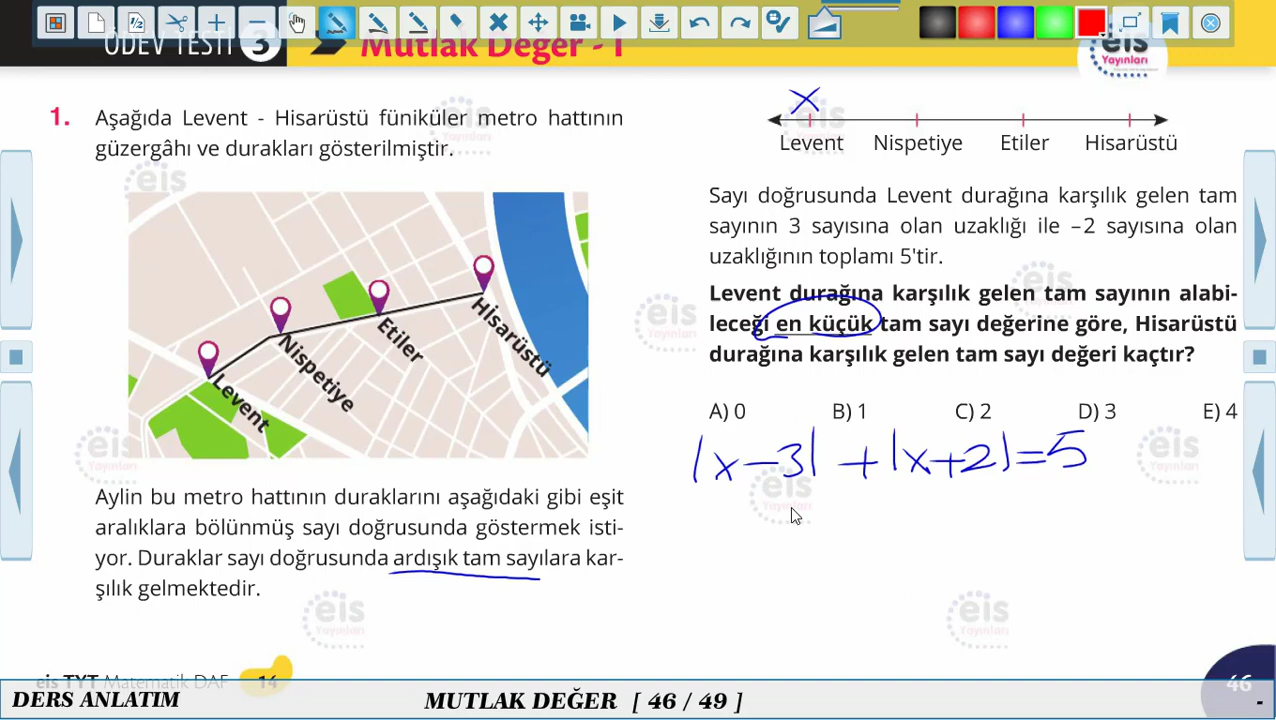 ÖDEV TESTİ 3 Mutlak Değer - 1
eis
Yayınları
1. Aşağıda Levent - Hisarüstü füniküler metro hattının
güzergâhı ve durakları gösterilmiştir.
Levent
Nispetiye
Etiler
Hisarüstü
Aylin bu metro hattının duraklarını aşağıdaki gibi eşit
aralıklara bölünmüş sayı doğrusunda göstermek isti-
yor. Duraklar sayı doğrusunda ardışık tam sayılara kar-
şılık gelmektedir.
x
Levent Nispetiye Etiler Hisarüstü
Sayı doğrusunda Levent durağına karşılık gelen tam
sayının 3 sayısına olan uzaklığı ile –2 sayısına olan
uzaklığının toplamı 5'tir.
Levent durağına karşılık gelen tam sayının alabi-
leceği en küçük tam sayı değerine göre, Hisarüstü
durağına karşılık gelen tam sayı değeri kaçtır?
A) 0 B) 1 C) 2 D) 3 E) 4
|x-3| + |x+2| = 5
eis TYT Matematik DAF 14
46
DERS ANLATIM MUTLAK DEĞER [ 46 / 49 ] -